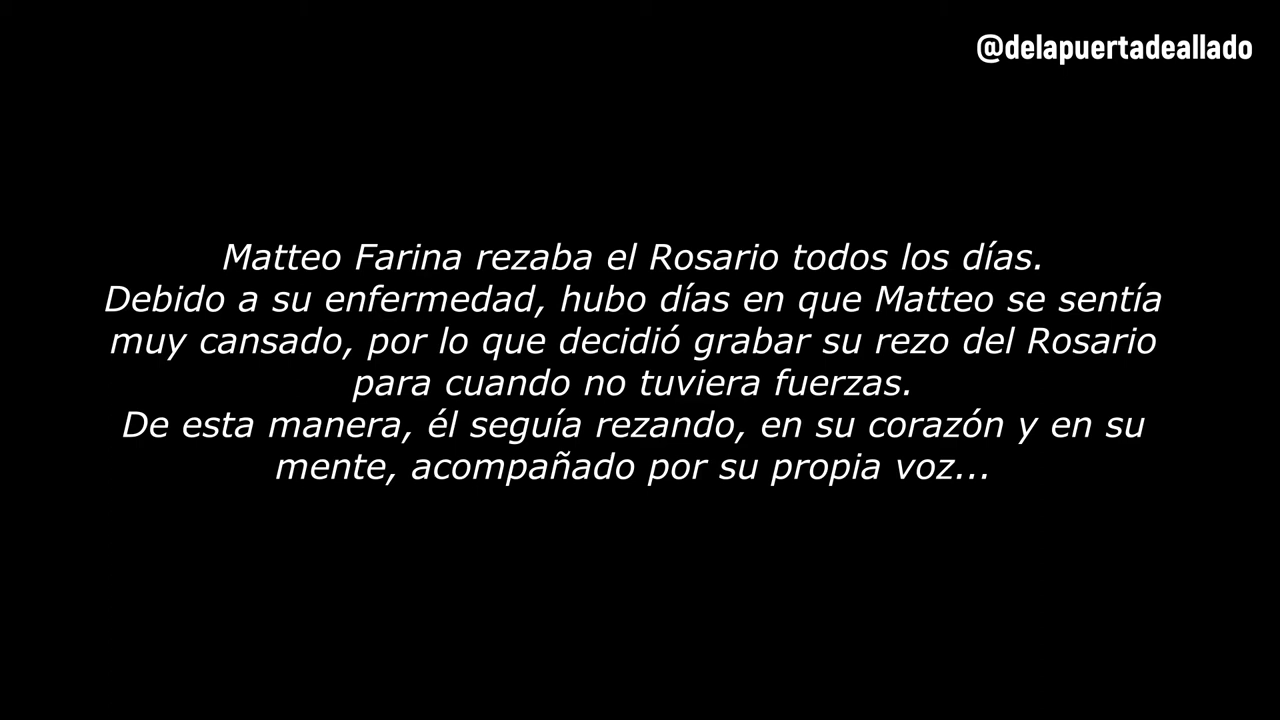 @delapuertadeallado
Matteo Farina rezaba el Rosario todos los días.
Debido a su enfermedad, hubo días en que Matteo se sentía
muy cansado, por lo que decidió grabar su rezo del Rosario
para cuando no tuviera fuerzas.
De esta manera, él seguía rezando, en su corazón y en su
mente, acompañado por su propia voz...